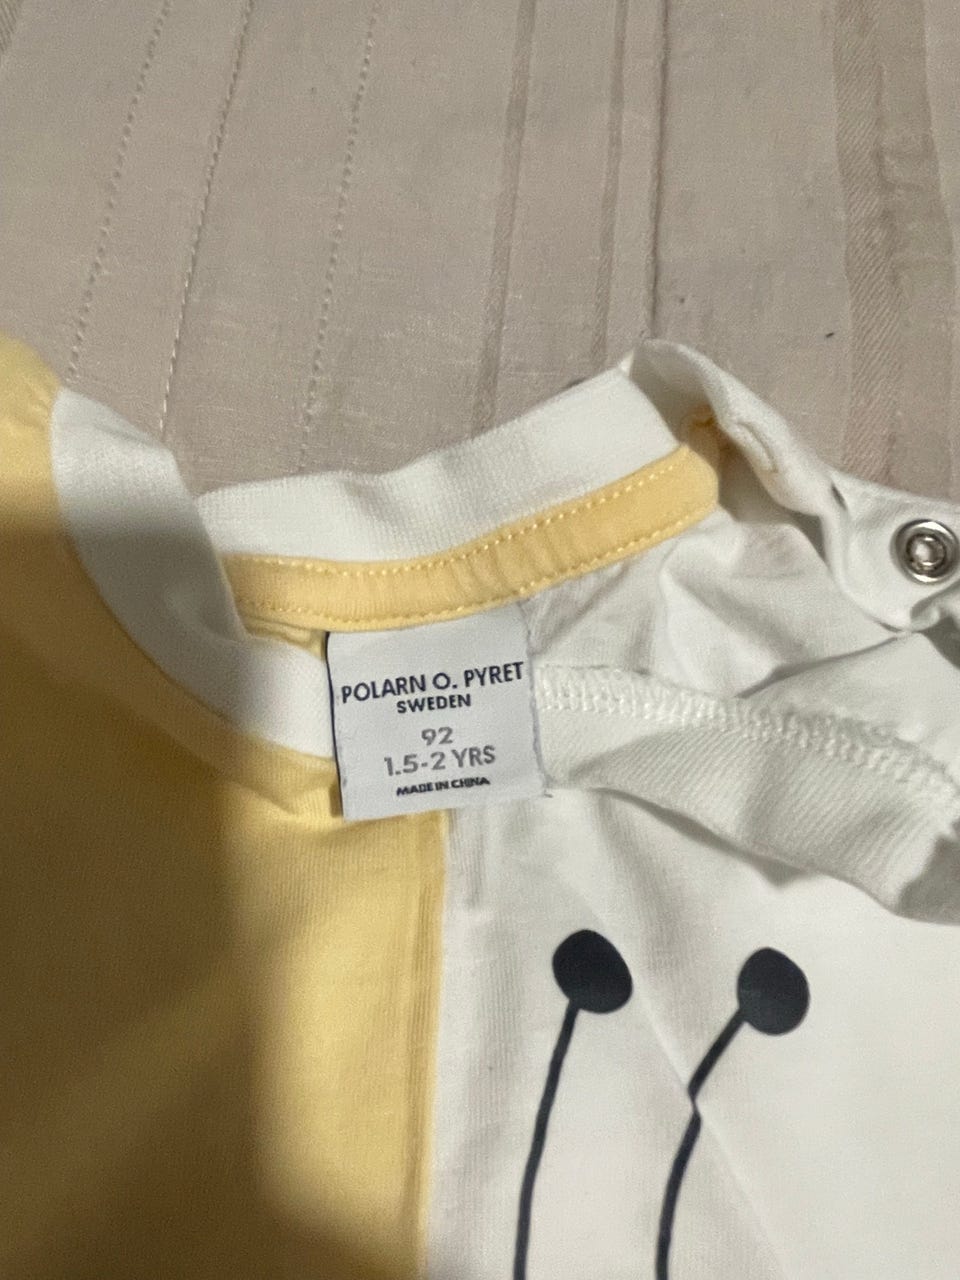 POLARN O. PYRET
SWEDEN
92
1.5-2 YRS
MADE IN CHINA